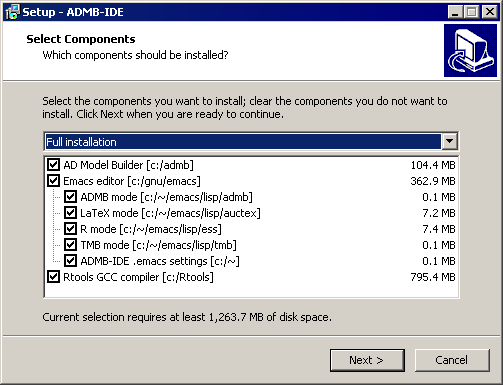 Setup - ADMB-IDE
Select Components
Which components should be installed?
Select the components you want to install; clear the components you do not want to
install. Click Next when you are ready to continue.
Full installation
AD Model Builder [c:/admb] 104.4 MB
Emacs editor [c:/gnu/emacs] 362.9 MB
ADMB mode [c:/~/emacs/lisp/admb] 0.1 MB
LaTeX mode [c:/~/emacs/lisp/auctex] 7.2 MB
R mode [c:/~/emacs/lisp/ess] 7.4 MB
TMB mode [c:/~/emacs/lisp/tmb] 0.1 MB
ADMB-IDE .emacs settings [c:/~] 0.1 MB
Rtools GCC compiler [c:/Rtools] 795.4 MB
Current selection requires at least 1,263.7 MB of disk space.
Next > Cancel